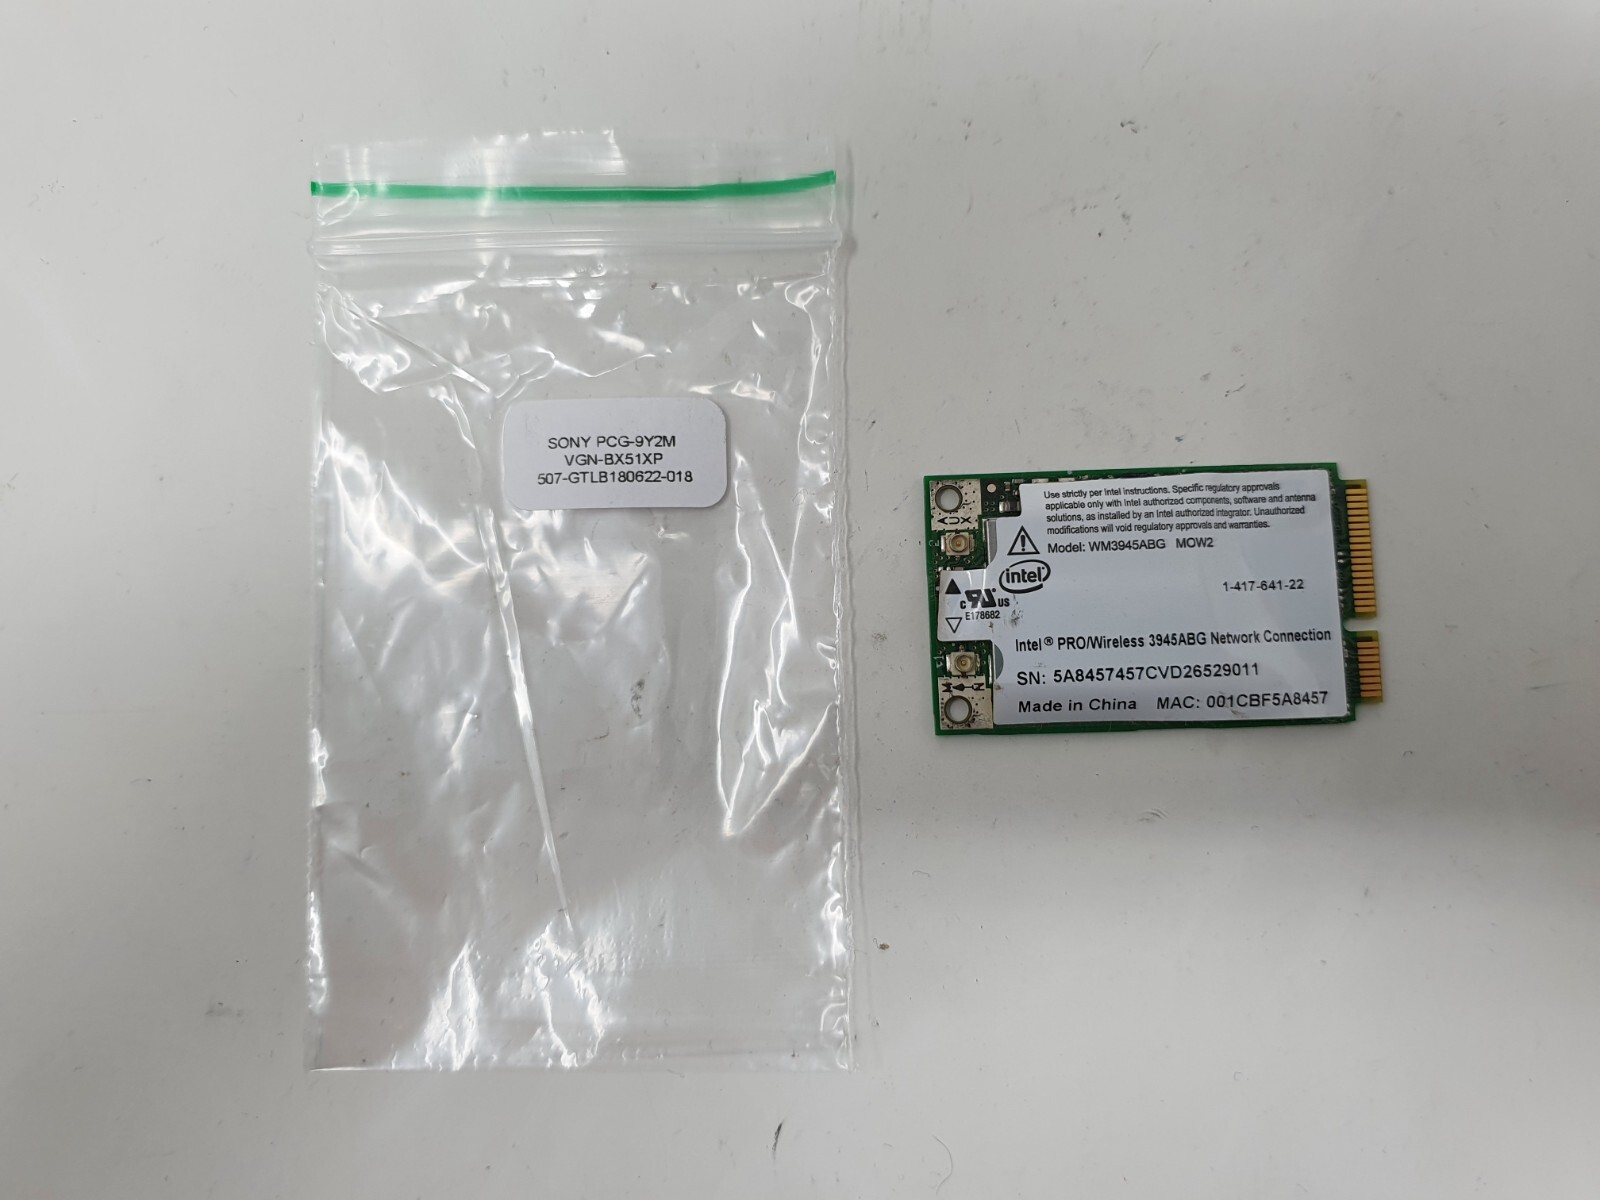 SONY PCG-9Y2M
VGN-BX51XP
507-GTLB180622-018
Use strictly per Intel instructions. Specific regulatory approvals
applicable only with Intel authorized components, software and antenna
solutions, as installed by an Intel authorized integrator. Unauthorized
modifications will void regulatory approvals and warranties.
Model: WM3945ABG MOW2
intel
1-417-641-22
c US
E178682
Intel® PRO/Wireless 3945ABG Network Connection
SN: 5A8457457CVD26529011
Made in China MAC: 001CBF5A8457
AUX
MAIN